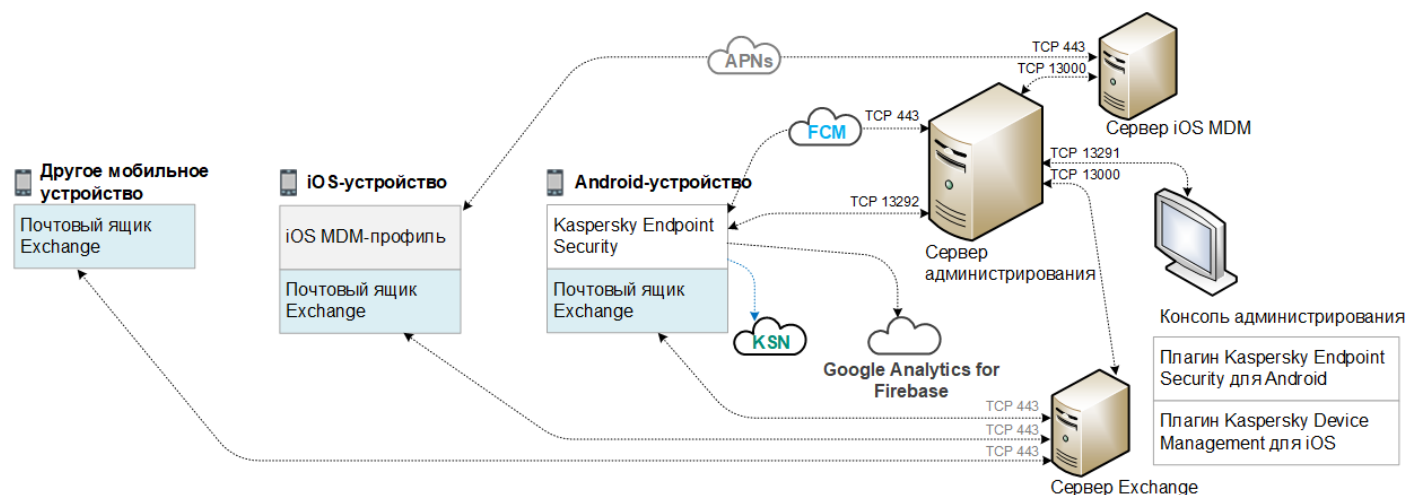 APNs
TCP 443
TCP 13000
Сервер iOS MDM
FCM
TCP 443
TCP 13291
TCP 13000
Другое мобильное
устройство
iOS-устройство
Android-устройство
Почтовый ящик
Exchange
iOS MDM-профиль
Kaspersky Endpoint
Security
TCP 13292
Сервер
администрирования
Почтовый ящик
Exchange
Почтовый ящик
Exchange
KSN
Google Analytics for
Firebase
Консоль администрирования
Плагин Kaspersky Endpoint
Security для Android
Плагин Kaspersky Device
Management для iOS
TCP 443
TCP 443
TCP 443
Сервер Exchange